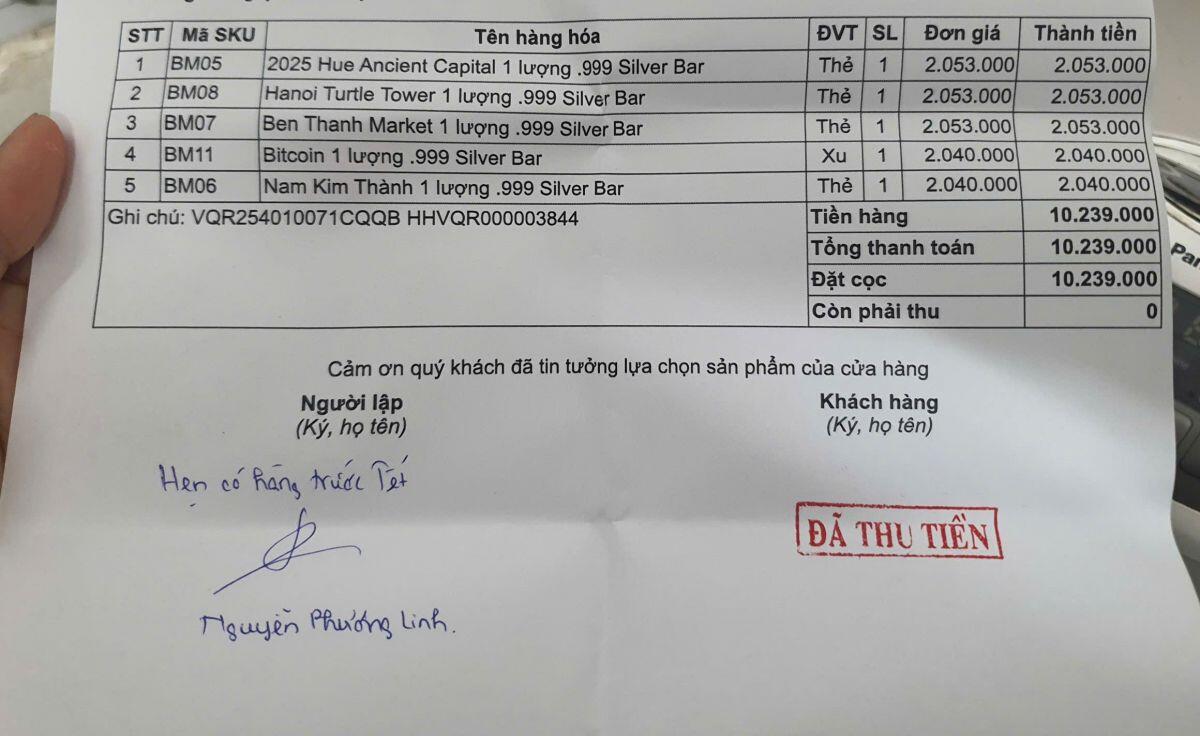 STT Mã SKU Tên hàng hóa ĐVT SL Đơn giá Thành tiền
1 BM05 2025 Hue Ancient Capital 1 lượng .999 Silver Bar Thẻ 1 2.053.000 2.053.000
2 BM08 Hanoi Turtle Tower 1 lượng .999 Silver Bar Thẻ 1 2.053.000 2.053.000
3 BM07 Ben Thanh Market 1 lượng .999 Silver Bar Thẻ 1 2.053.000 2.053.000
4 BM11 Bitcoin 1 lượng .999 Silver Bar Xu 1 2.040.000 2.040.000
5 BM06 Nam Kim Thành 1 lượng .999 Silver Bar Thẻ 1 2.040.000 2.040.000
Ghi chú: VQR254010071CQQB HHVQR000003844 Tiền hàng 10.239.000
Tổng thanh toán 10.239.000
Đặt cọc 10.239.000
Còn phải thu 0
Cảm ơn quý khách đã tin tưởng lựa chọn sản phẩm của cửa hàng
Người lập Khách hàng
(Ký, họ tên) (Ký, họ tên)
Hẹn có hàng trước Tết
ĐÃ THU TIỀN
Nguyễn Phương Linh.